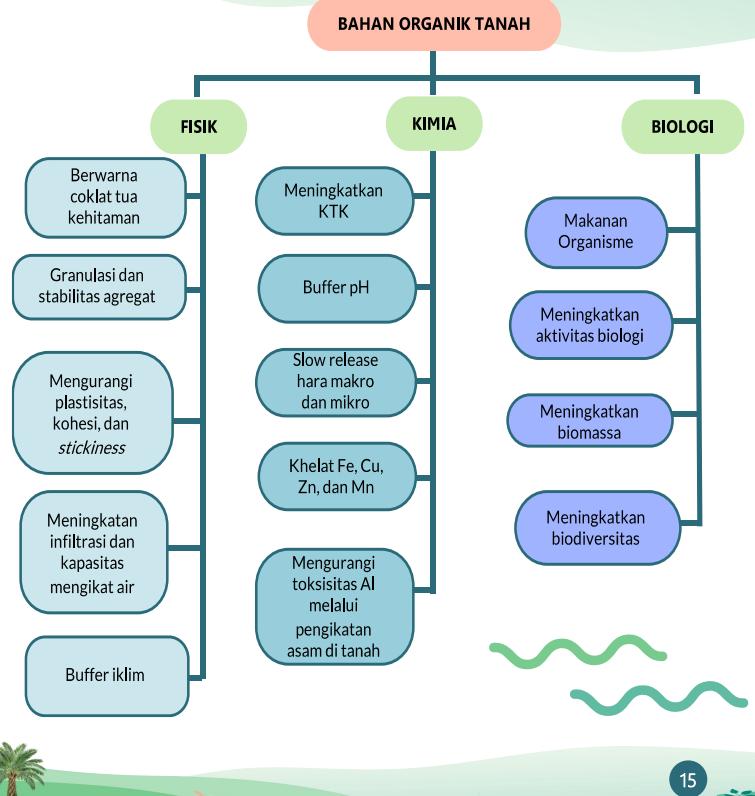 BAHAN ORGANIK TANAH
FISIK
Berwarna
coklat tua
kehitaman
Granulasi dan
stabilitas agregat
Mengurangi
plastisitas,
kohesi, dan
stickiness
Meningkatan
infiltrasi dan
kapasitas
mengikat air
Buffer iklim
KIMIA
Meningkatkan
KTK
Buffer pH
Slow release
hara makro
dan mikro
Khelat Fe, Cu,
Zn, dan Mn
Mengurangi
toksisitas Al
melalui
pengikatan
asam di tanah
BIOLOGI
Makanan
Organisme
Meningkatkan
aktivitas biologi
Meningkatkan
biomassa
Meningkatkan
biodiversitas
15